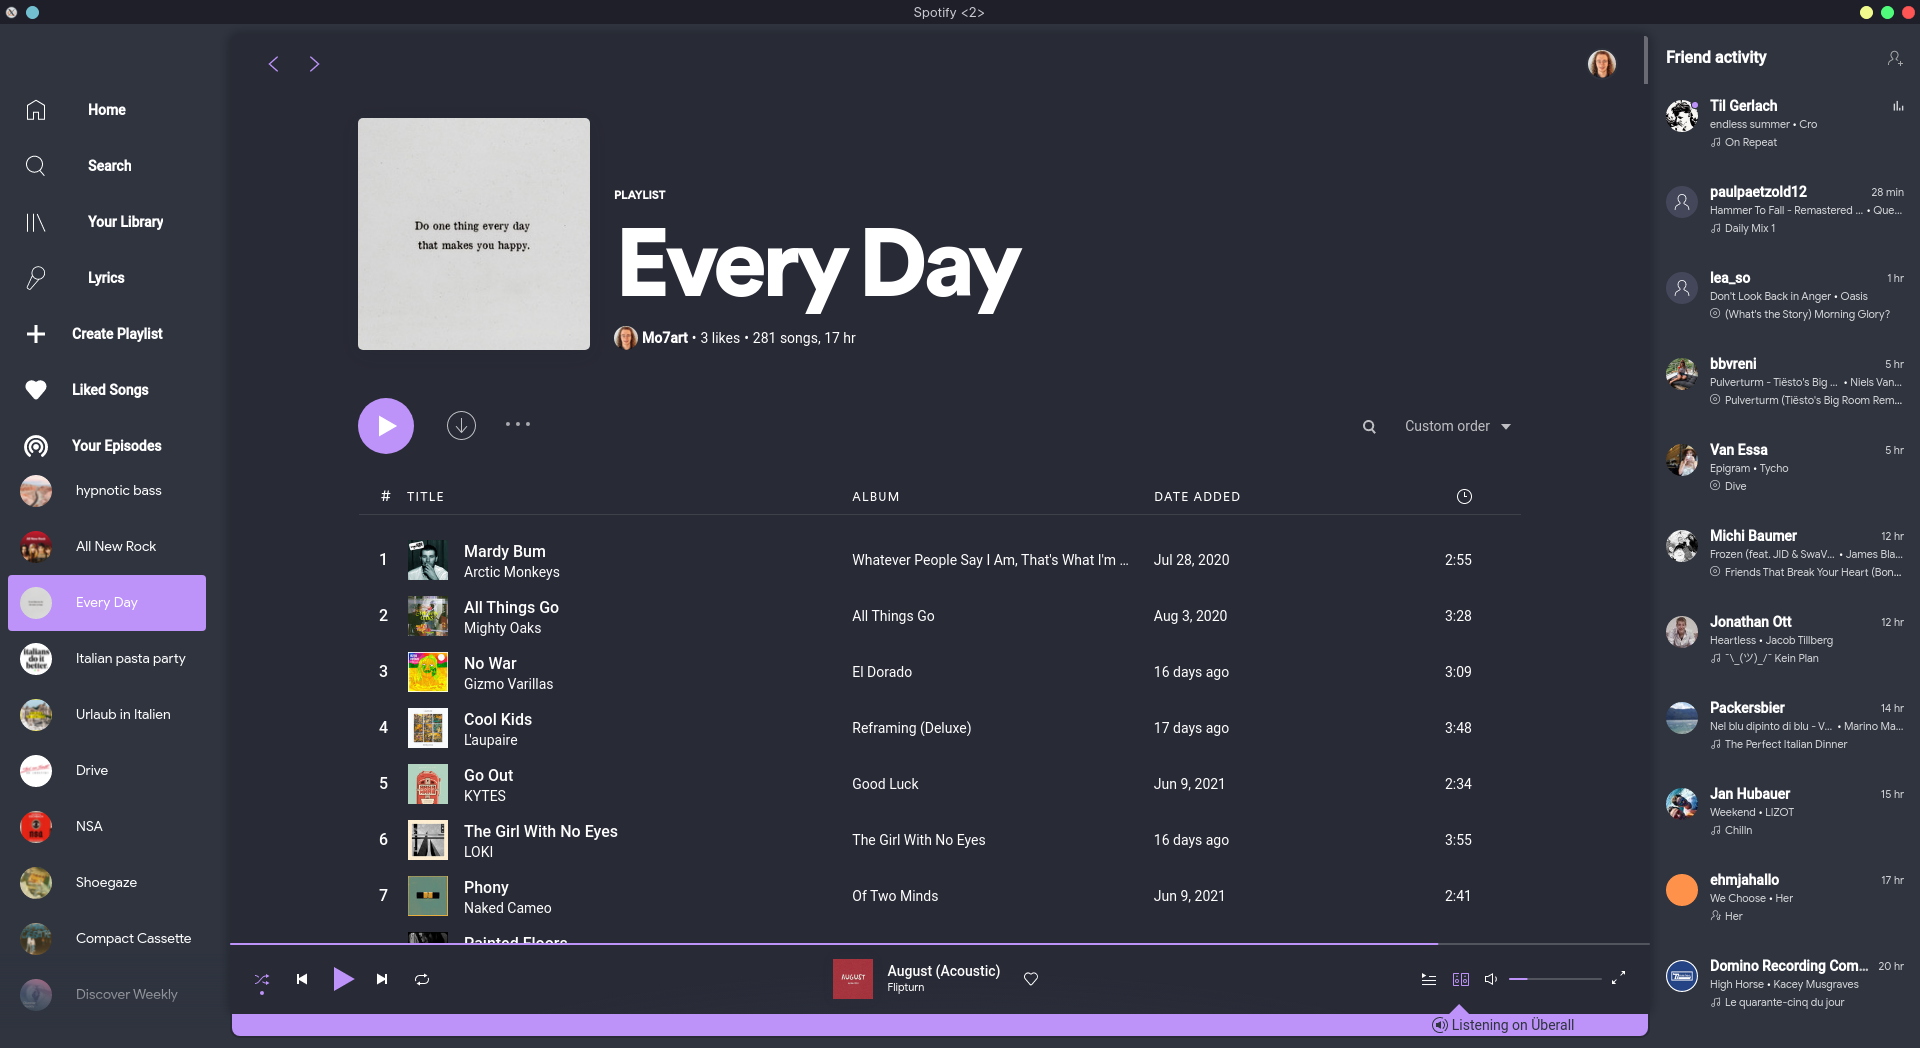 Spotify <2>
Home
Search
Your Library
Lyrics
Create Playlist
Liked Songs
Your Episodes
hypnotic bass
All New Rock
Every Day
Italian pasta party
Urlaub in Italien
Drive
NSA
Shoegaze
Compact Cassette
Discover Weekly
Do one thing every day
that makes you happy.
PLAYLIST
Every Day
Mo7art • 3 likes • 281 songs, 17 hr
Custom order
# TITLE ALBUM DATE ADDED
1 Mardy Bum Whatever People Say I Am, That's What I'm ... Jul 28, 2020 2:55
Arctic Monkeys
2 All Things Go All Things Go Aug 3, 2020 3:28
Mighty Oaks
3 No War El Dorado 16 days ago 3:09
Gizmo Varillas
4 Cool Kids Reframing (Deluxe) 17 days ago 3:48
L'aupaire
5 Go Out Good Luck Jun 9, 2021 2:34
KYTES
6 The Girl With No Eyes The Girl With No Eyes 16 days ago 3:55
LOKI
7 Phony Of Two Minds Jun 9, 2021 2:41
Naked Cameo
Painted Floors
AUGUST
August (Acoustic)
Flipturn
Listening on Überall
Friend activity
Til Gerlach
endless summer • Cro
On Repeat
paulpaetzold12 28 min
Hammer To Fall - Remastered ... • Que...
Daily Mix 1
lea_so 1 hr
Don't Look Back in Anger • Oasis
(What's the Story) Morning Glory?
bbvreni 5 hr
Pulverturm - Tiësto's Big ... • Niels Van...
Pulverturm (Tiësto's Big Room Rem...
Van Essa 5 hr
Epigram • Tycho
Dive
Michi Baumer 12 hr
Frozen (feat. JID & SwaV... • James Bla...
Friends That Break Your Heart (Bon...
Jonathan Ott 12 hr
Heartless • Jacob Tillberg
¯\_(ツ)_/¯ Kein Plan
Packersbier 14 hr
Nel blu dipinto di blu - V... • Marino Ma...
The Perfect Italian Dinner
Jan Hubauer 15 hr
Weekend • LIZOT
Chilln
ehmjahallo 17 hr
We Choose • Her
Her
Domino Recording Com... 20 hr
High Horse • Kacey Musgraves
Le quarante-cinq du jour